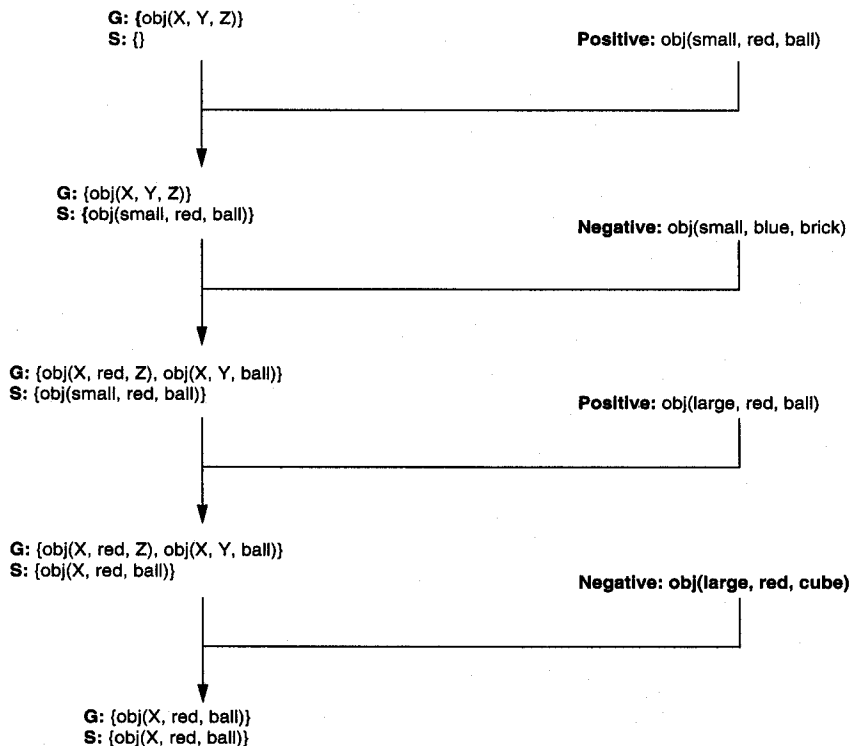 G: {obj(X, Y, Z)}
S: {}
Positive: obj(small, red, ball)
G: {obj(X, Y, Z)}
S: {obj(small, red, ball)}
Negative: obj(small, blue, brick)
G: {obj(X, red, Z), obj(X, Y, ball)}
S: {obj(small, red, ball)}
Positive: obj(large, red, ball)
G: {obj(X, red, Z), obj(X, Y, ball)}
S: {obj(X, red, ball)}
Negative: obj(large, red, cube)
G: {obj(X, red, ball)}
S: {obj(X, red, ball)}